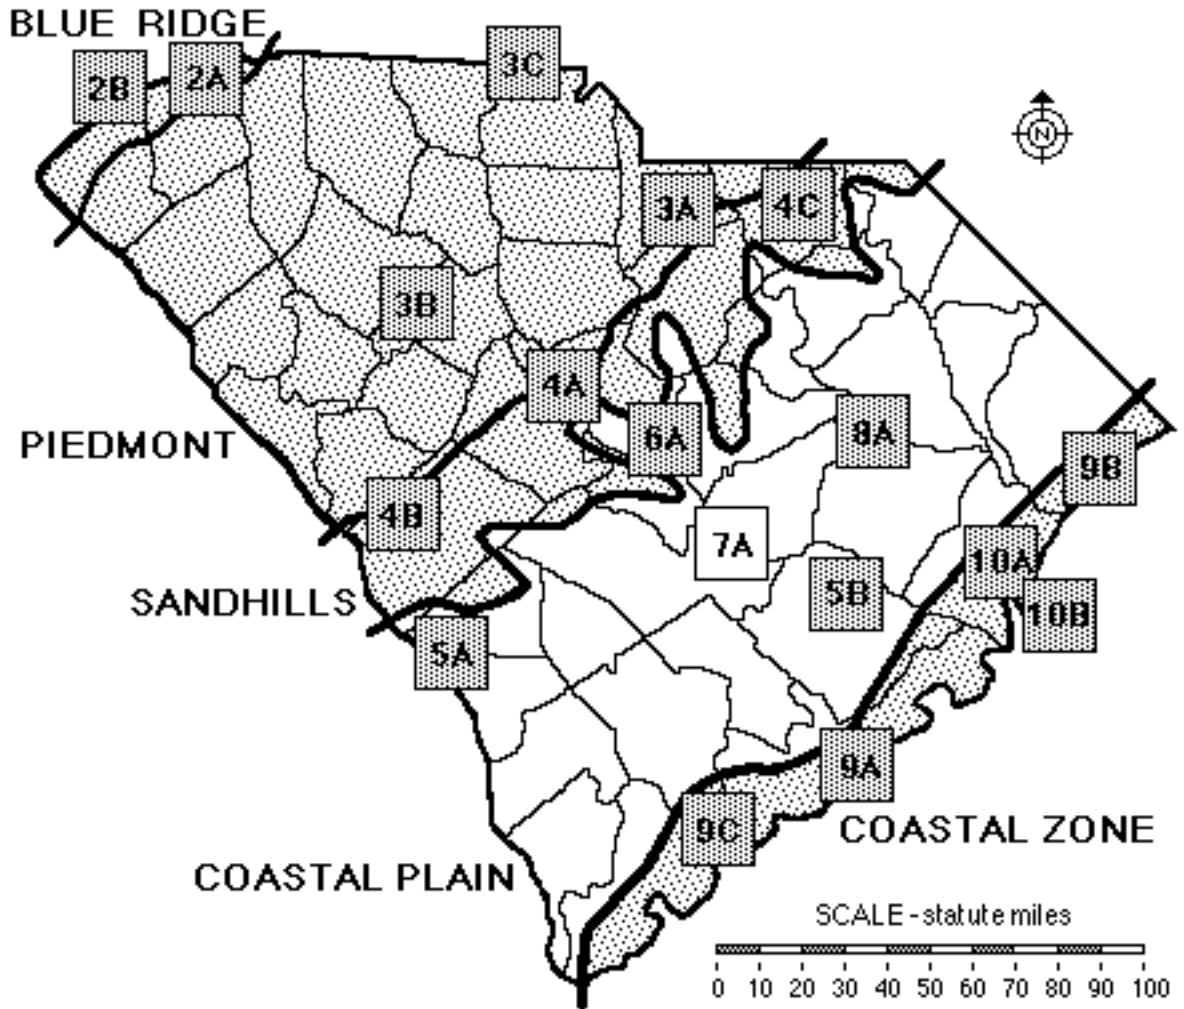 BLUE RIDGE
2B
2A
3C
N
3A
4C
3B
4A
PIEDMONT
6A
8A
9B
4B
7A
10A
SANDHILLS
5B
10B
5A
9A
9C
COASTAL ZONE
COASTAL PLAIN
SCALE - statute miles
0 10 20 30 40 50 60 70 80 90 100